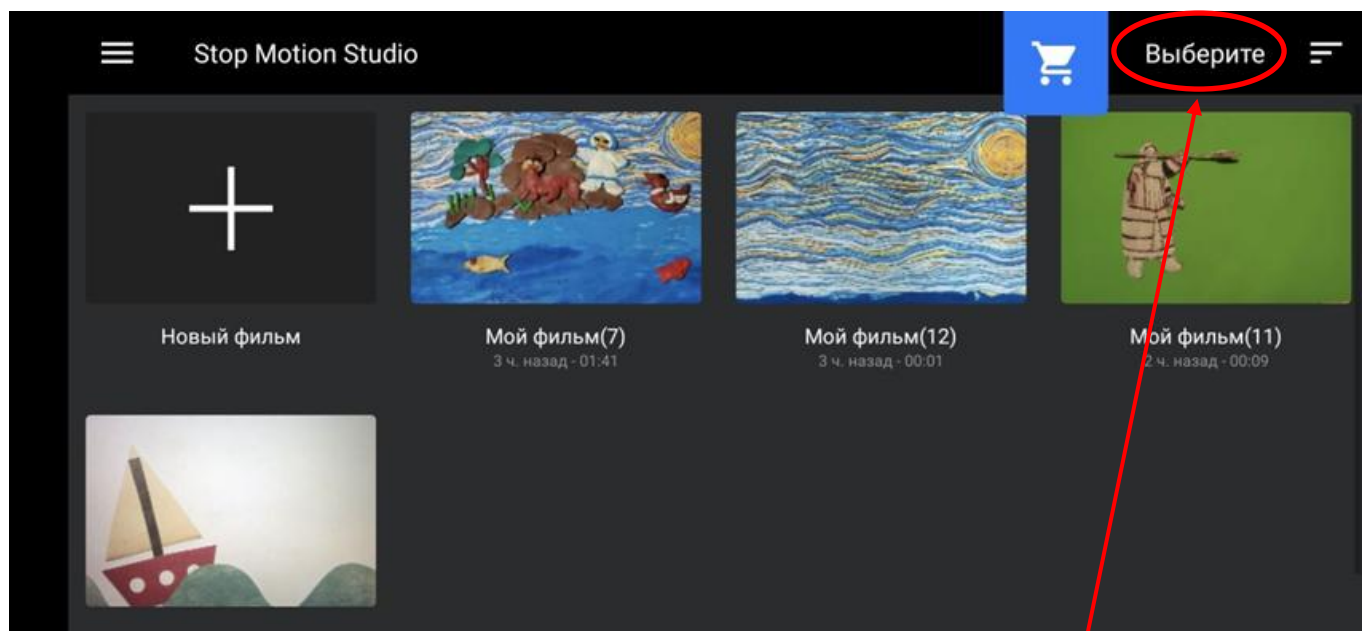 Stop Motion Studio
Выберите
Новый фильм
Мой фильм(7)
3 ч. назад - 01:41
Мой фильм(12)
3 ч. назад - 00:01
Мой фильм(11)
2 ч. назад - 00:09